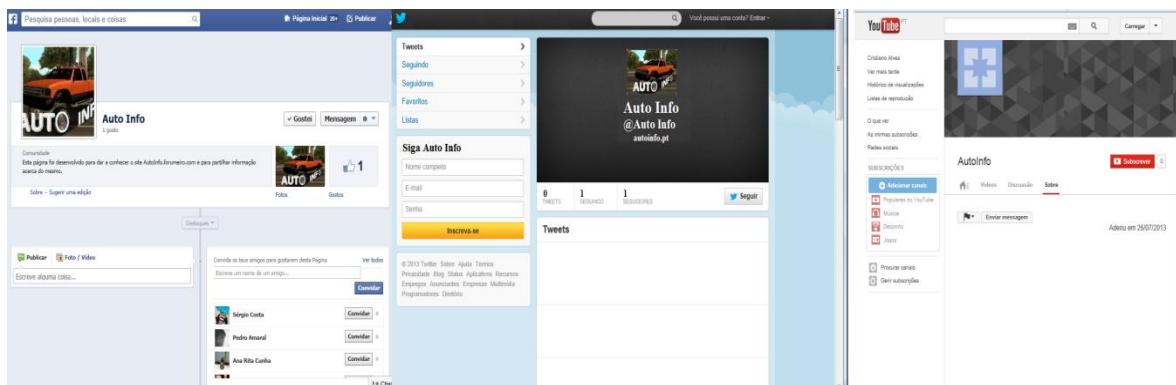 Pesquisa pessoas, locais e coisas
Página Inicial 20+ Publicar
AUTO INFO
Auto Info
1 gosto
Gostei
Mensagem
Comunidade
Esta página foi desenvolvido para dar a conhecer o site AutoInfo.forumeiro.com e para partilhar informação
acerca do mesmo.
Sobre - Sugerir uma edição
AUTO
1
Fotos
Gostos
Destaques
Publicar
Foto / Vídeo
Escreve alguma coisa...
Convida os teus amigos para gostarem desta Página
Ver todos
Escreve um nome de um amigo...
Convidar
Sérgio Costa
Convidar
Pedro Amaral
Convidar
Ana Rita Cunha
Convidar
Você possui uma conta? Entrar
Tweets
Seguindo
Seguidores
Favoritos
Listas
Siga Auto Info
Nome completo
E-mail
Senha
Inscreva-se
© 2013 Twitter Sobre Ajuda Termos
Privacidade Blog Status Aplicativos Recursos
Empregos Anunciantes Empresas Multimídia
Programadores Diretório
AUTO
Auto Info
@Auto Info
autoinfo.pt
0
TWEETS
1
SEGUINDO
1
SEGUIDORES
Seguir
Tweets
YouTube PT
Carregar
Cristiano Alves
Ver mais tarde
Histórico de visualizações
Listas de reprodução
O que ver
As minhas subscrições
Redes sociais
SUBSCRIÇÕES
Adicionar canais
Populares no YouTube
Música
Desporto
Jogos
Procurar canais
Gerir subscrições
AutoInfo
Subscrever
Vídeos Discussão Sobre
Enviar mensagem
Aderiu em 26/07/2013